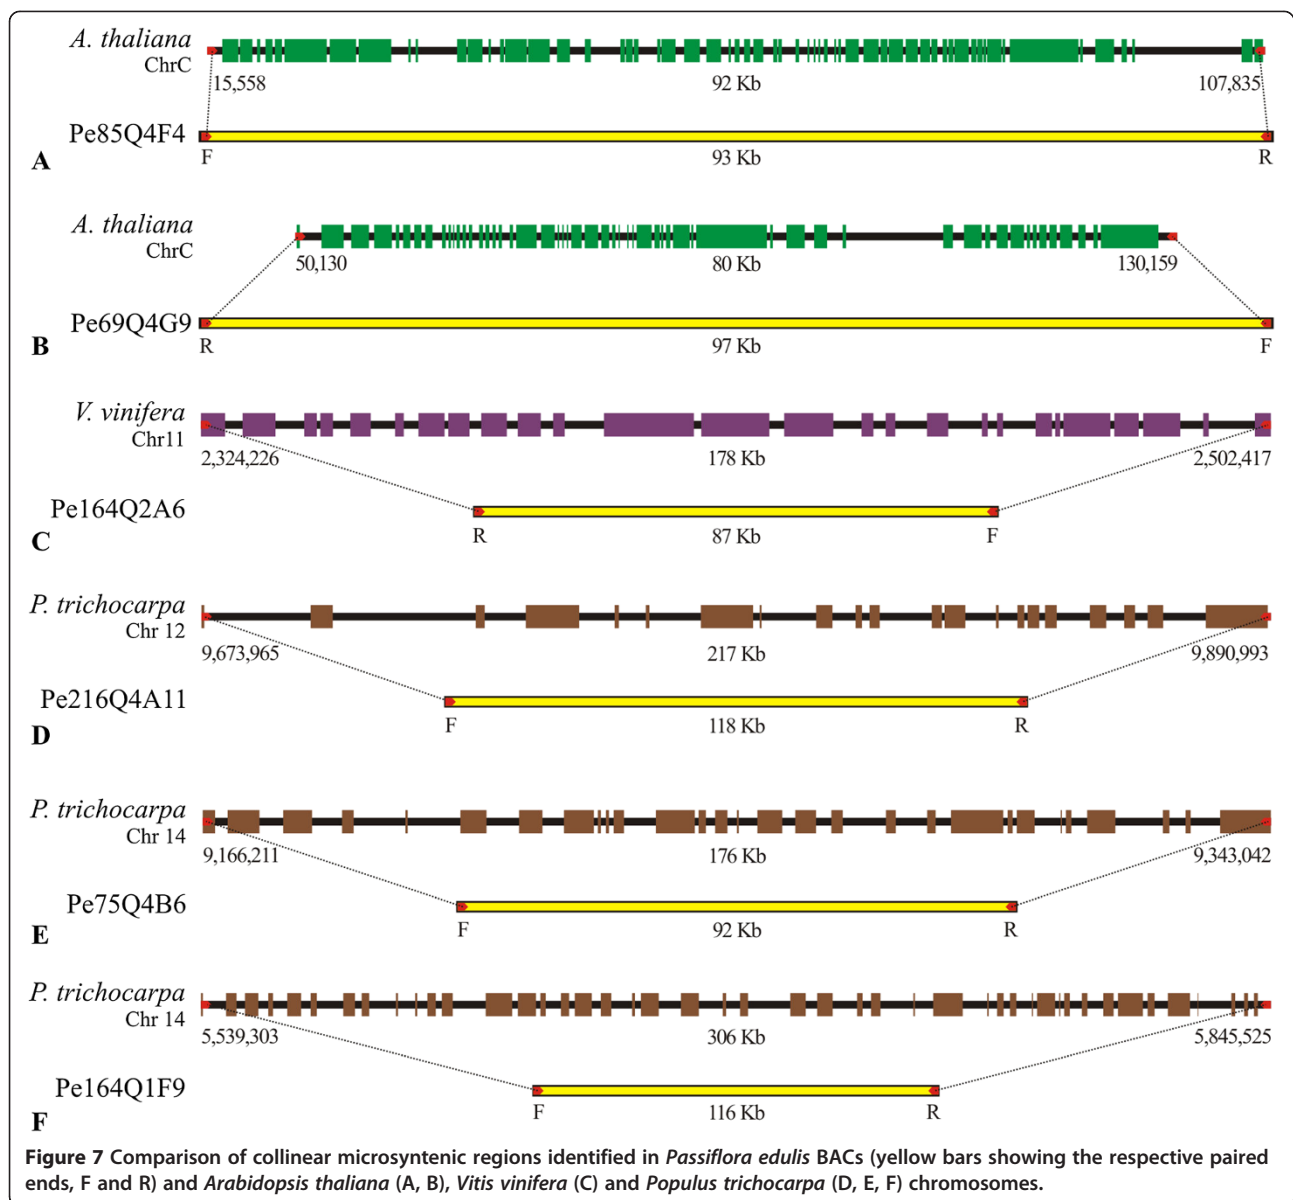 A. thaliana
ChrC
15,558 92 Kb 107,835
Pe85Q4F4
A
F 93 Kb R
A. thaliana
ChrC
50,130 80 Kb 130,159
Pe69Q4G9
B
R 97 Kb F
V. vinifera
Chr11
2,324,226 178 Kb 2,502,417
Pe164Q2A6
C
R 87 Kb F
P. trichocarpa
Chr 12
9,673,965 217 Kb 9,890,993
Pe216Q4A11
D
F 118 Kb R
P. trichocarpa
Chr 14
9,166,211 176 Kb 9,343,042
Pe75Q4B6
E
F 92 Kb R
P. trichocarpa
Chr 14
5,539,303 306 Kb 5,845,525
Pe164Q1F9
F
F 116 Kb R
Figure 7 Comparison of collinear microsyntenic regions identified in Passiflora edulis BACs (yellow bars showing the respective paired
ends, F and R) and Arabidopsis thaliana (A, B), Vitis vinifera (C) and Populus trichocarpa (D, E, F) chromosomes.